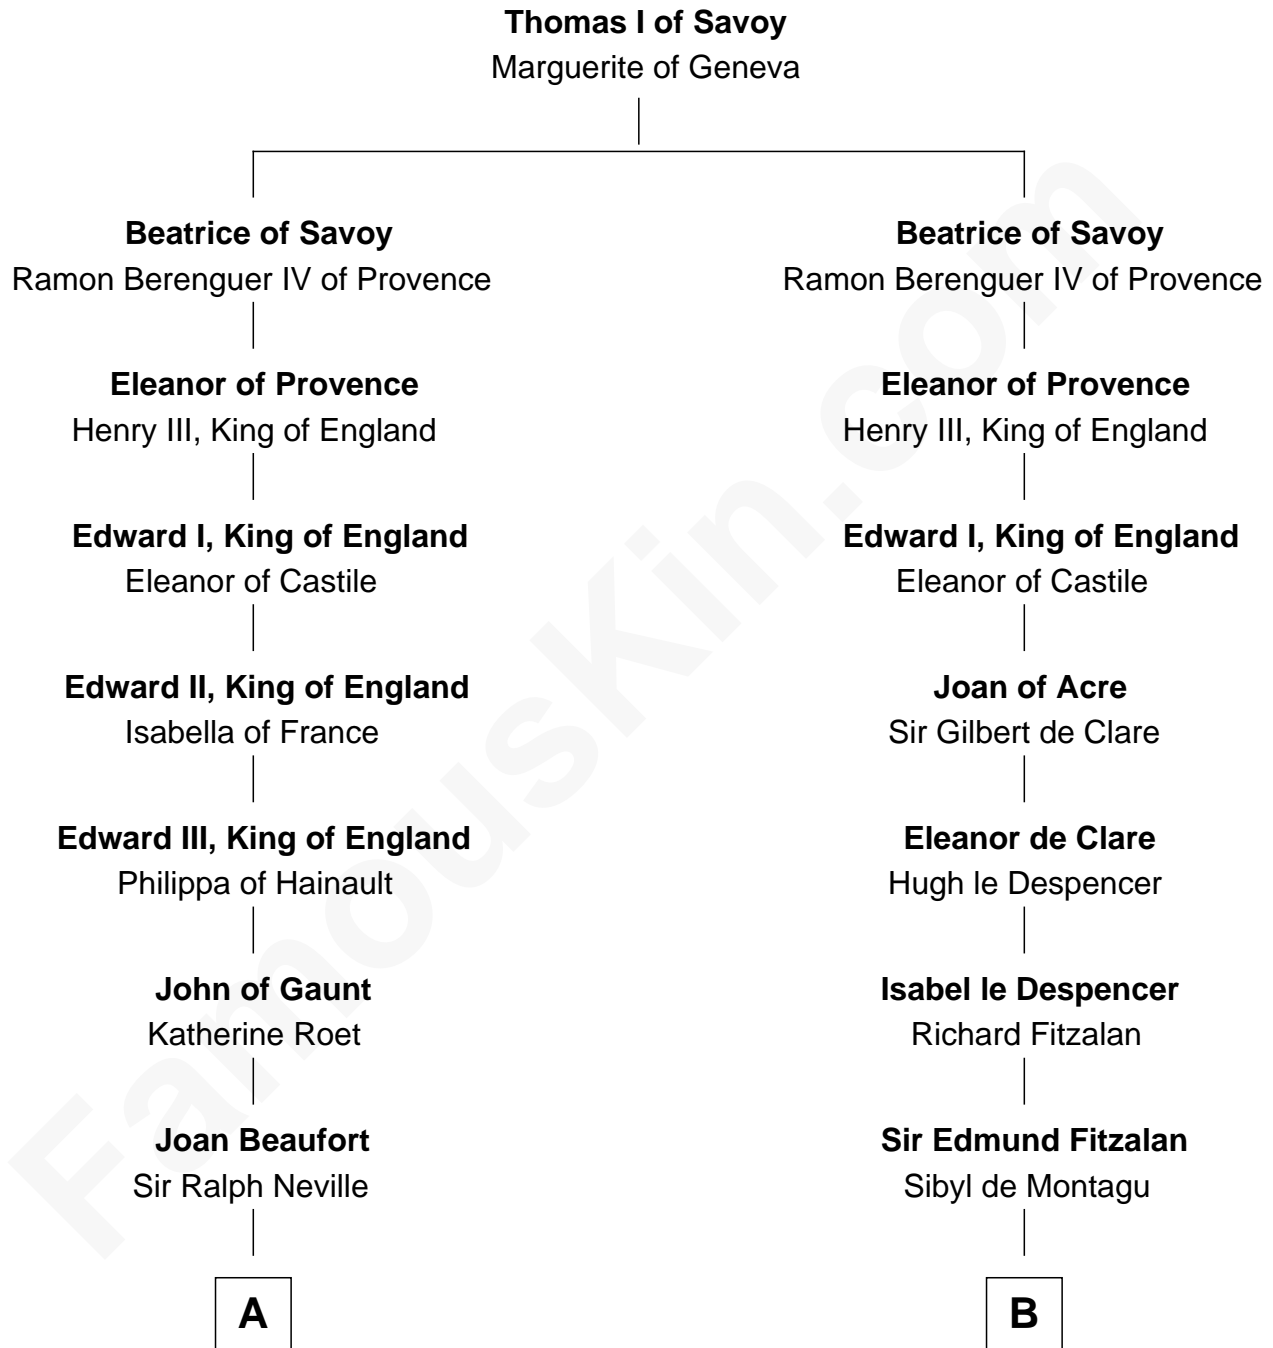 Thomas I of Savoy
Marguerite of Geneva
Beatrice of Savoy
Ramon Berenguer IV of Provence
Eleanor of Provence
Henry III, King of England
Edward I, King of England
Eleanor of Castile
Edward II, King of England
Isabella of France
Edward III, King of England
Philippa of Hainault
John of Gaunt
Katherine Roet
Joan Beaufort
Sir Ralph Neville
A
Beatrice of Savoy
Ramon Berenguer IV of Provence
Eleanor of Provence
Henry III, King of England
Edward I, King of England
Eleanor of Castile
Joan of Acre
Sir Gilbert de Clare
Eleanor de Clare
Hugh le Despencer
Isabel le Despencer
Richard Fitzalan
Sir Edmund Fitzalan
Sibyl de Montagu
B
FamousKin.com